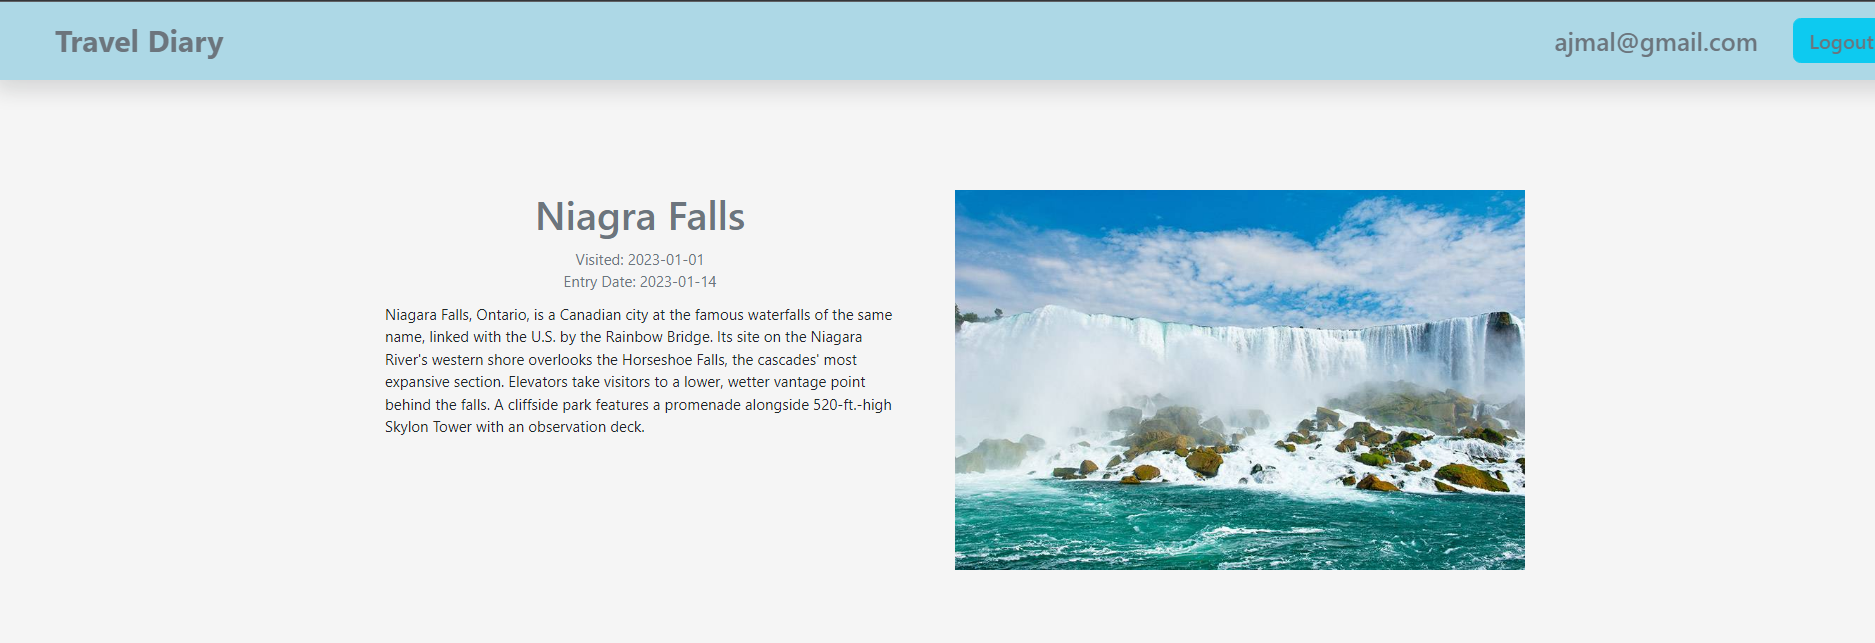 Travel Diary
ajmal@gmail.com
Logout
Niagra Falls
Visited: 2023-01-01
Entry Date: 2023-01-14
Niagara Falls, Ontario, is a Canadian city at the famous waterfalls of the same
name, linked with the U.S. by the Rainbow Bridge. Its site on the Niagara
River's western shore overlooks the Horseshoe Falls, the cascades' most
expansive section. Elevators take visitors to a lower, wetter vantage point
behind the falls. A cliffside park features a promenade alongside 520-ft.-high
Skylon Tower with an observation deck.